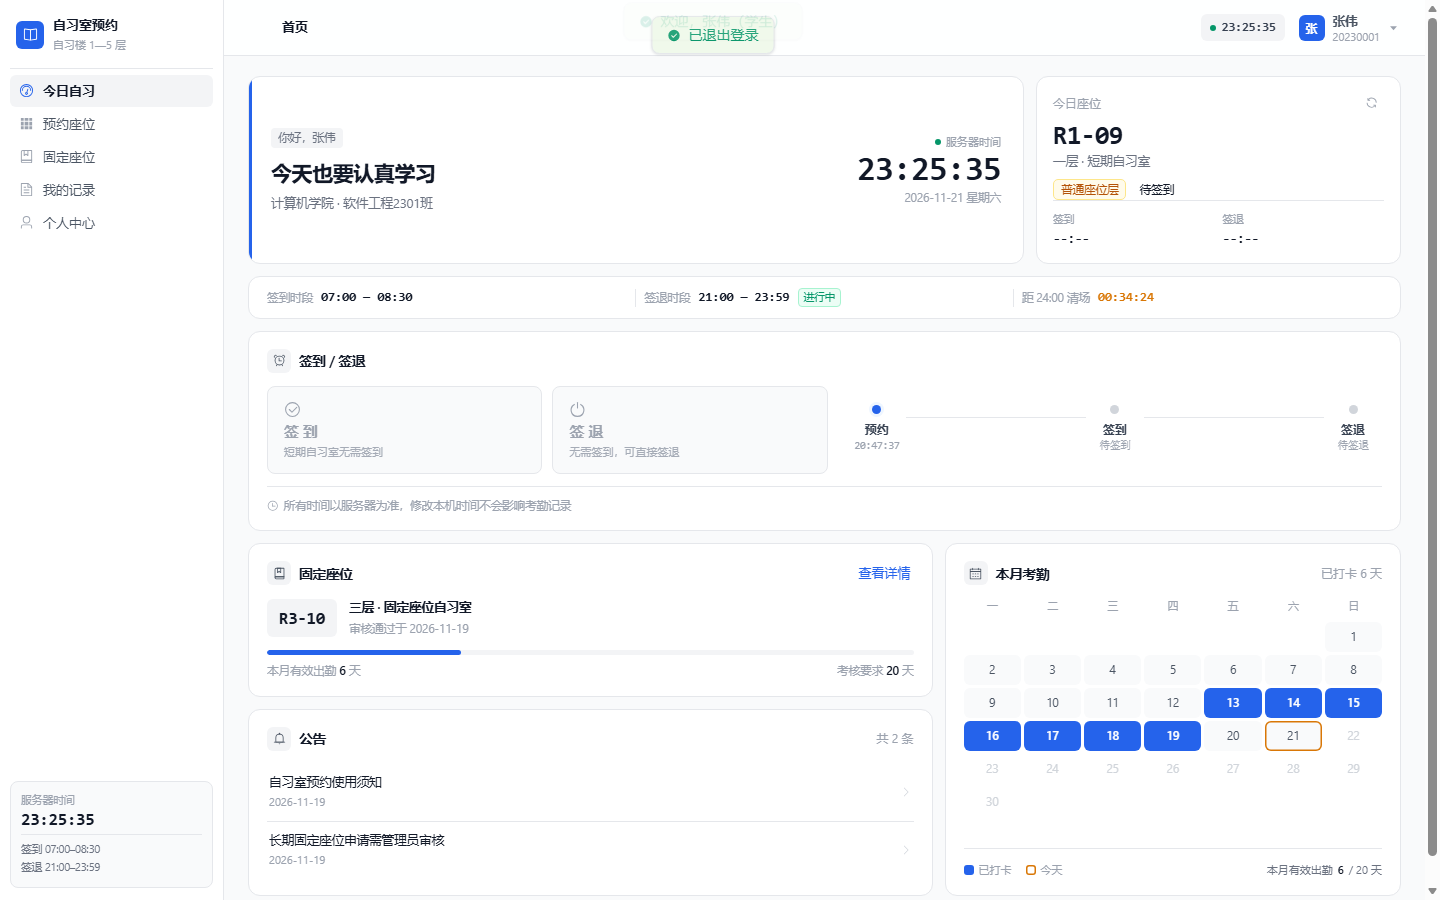 自习室预约
自习楼 1—5 层
今日自习
预约座位
固定座位
我的记录
个人中心
服务器时间
23:25:35
签到 07:00–08:30
签退 21:00–23:59
首页
欢迎，张伟（学生）
已退出登录
23:25:35
张
张伟
20230001
你好，张伟
今天也要认真学习
计算机学院 · 软件工程2301班
服务器时间
23:25:35
2026-11-21 星期六
今日座位
R1-09
一层 · 短期自习室
普通座位层 待签到
签到 签退
--:-- --:--
签到时段 07:00 — 08:30
签退时段 21:00 — 23:59 进行中
距 24:00 清场 00:34:24
签到 / 签退
签 到
短期自习室无需签到
签 退
无需签到，可直接签退
预约
20:47:37
签到
待签到
签退
待签退
所有时间以服务器为准，修改本机时间不会影响考勤记录
固定座位 查看详情
R3-10
三层 · 固定座位自习室
审核通过于 2026-11-19
本月有效出勤 6 天 考核要求 20 天
公告 共 2 条
自习室预约使用须知
2026-11-19
长期固定座位申请需管理员审核
2026-11-19
本月考勤 已打卡 6 天
一 二 三 四 五 六 日
1
2 3 4 5 6 7 8
9 10 11 12 13 14 15
16 17 18 19 20 21 22
23 24 25 26 27 28 29
30
已打卡 今天 本月有效出勤 6 / 20 天